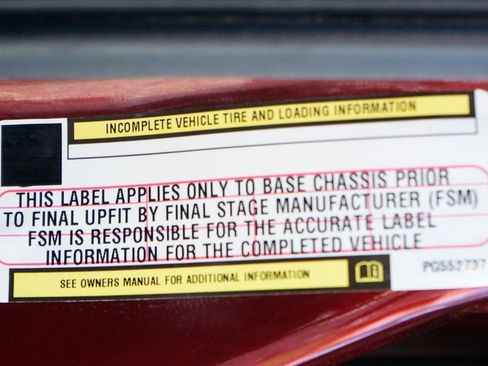 INCOMPLETE VEHICLE TIRE AND LOADING INFORMATION
THIS LABEL APPLIES ONLY TO BASE CHASSIS PRIOR
TO FINAL UPFIT BY FINAL STAGE MANUFACTURER (FSM)
FSM IS RESPONSIBLE FOR THE ACCURATE LABEL
INFORMATION FOR THE COMPLETED VEHICLE
SEE OWNERS MANUAL FOR ADDITIONAL INFORMATION
PG552737